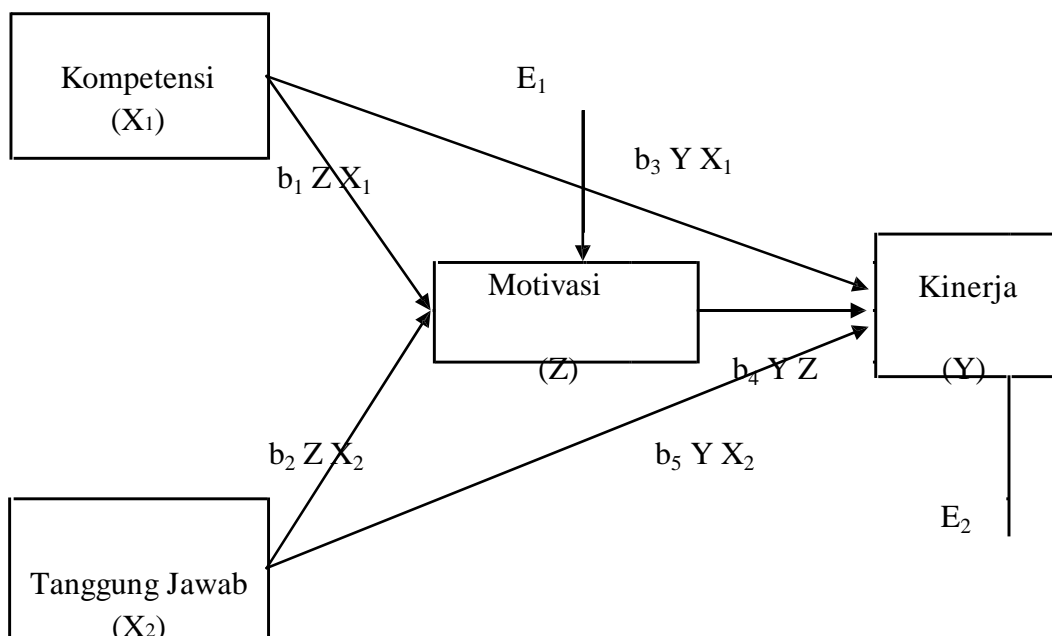 Kompetensi
(X₁)
E₁
b₃ Y X₁
b₁ Z X₁
Motivasi
(Z)
Kinerja
(Y)
b₄ Y Z
b₂ Z X₂
b₅ Y X₂
E₂
Tanggung Jawab
(X₂)